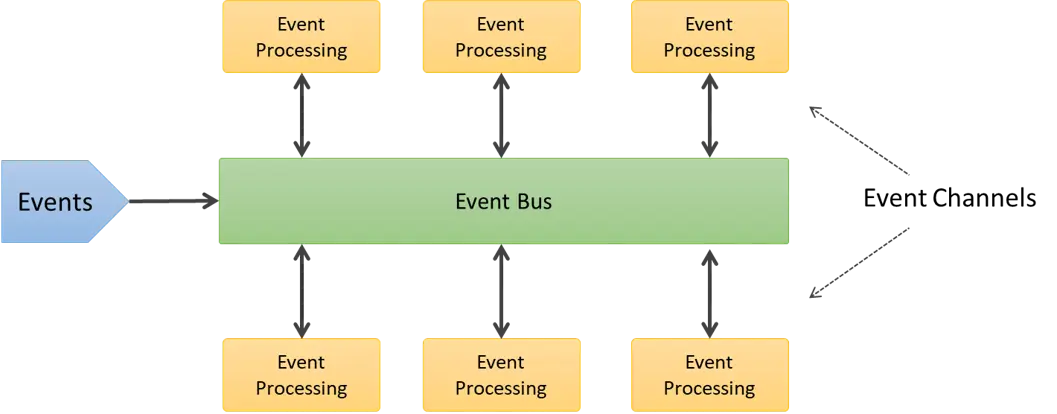 Event
Processing
Event
Processing
Event
Processing
Events
Event Bus
Event Channels
Event
Processing
Event
Processing
Event
Processing